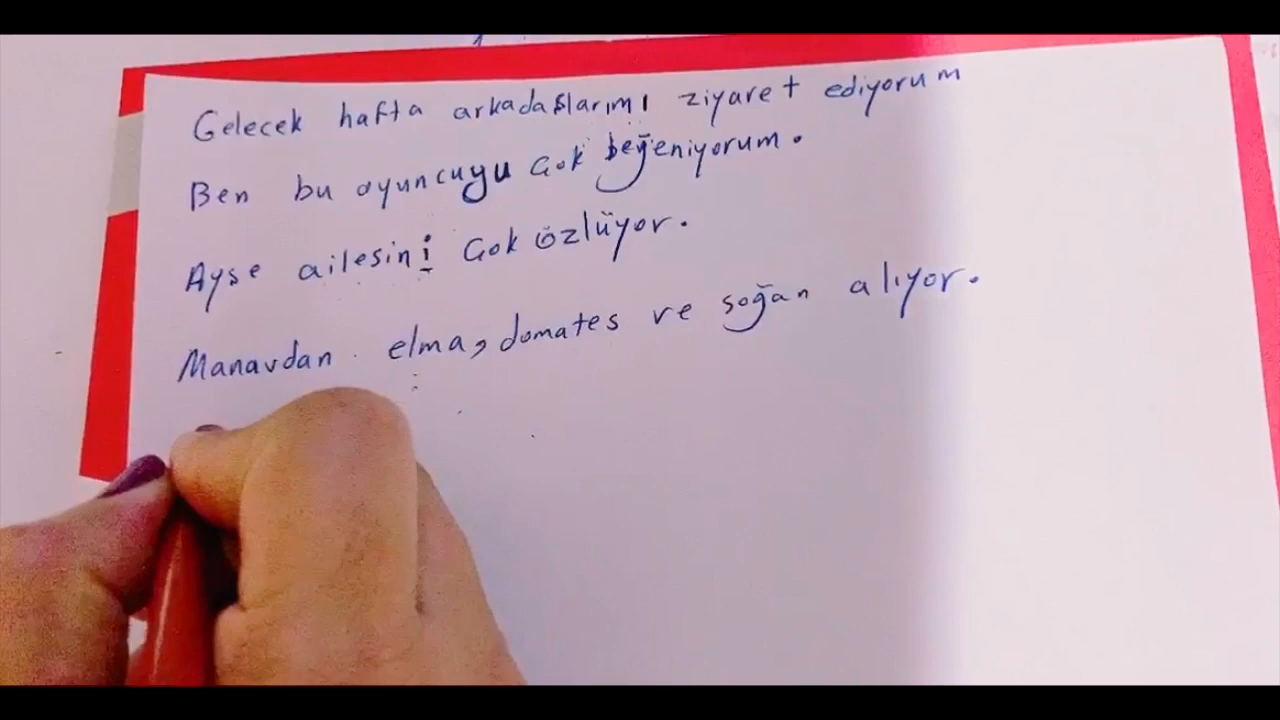 Gelecek hafta arkadaşlarımı ziyaret ediyorum
Ben bu oyuncuyu çok beğeniyorum.
Ayşe ailesini çok özlüyor.
Manavdan elma, domates ve soğan alıyor.